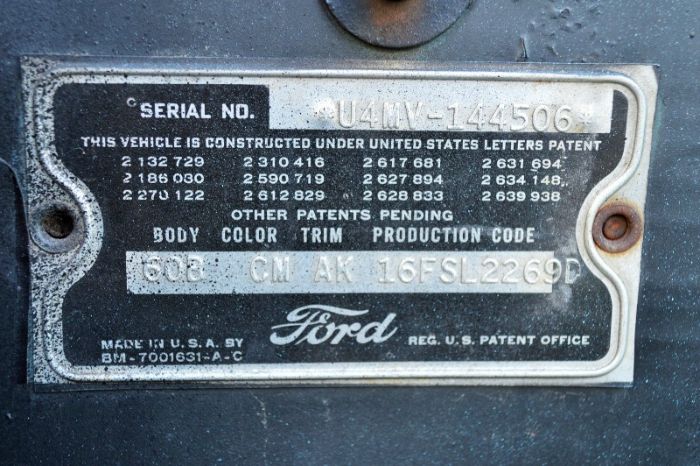 SERIAL NO. *U4MV-144506*
THIS VEHICLE IS CONSTRUCTED UNDER UNITED STATES LETTERS PATENT
2 132 729 2 310 416 2 617 681 2 631 694
2 186 080 2 590 719 2 627 894 2 634 148
2 270 122 2 612 829 2 628 833 2 639 938
OTHER PATENTS PENDING
BODY COLOR TRIM PRODUCTION CODE
60B CM AK 16FSL2269D
MADE IN U.S.A. BY Ford REG. U.S. PATENT OFFICE
BM-7001631-A-C